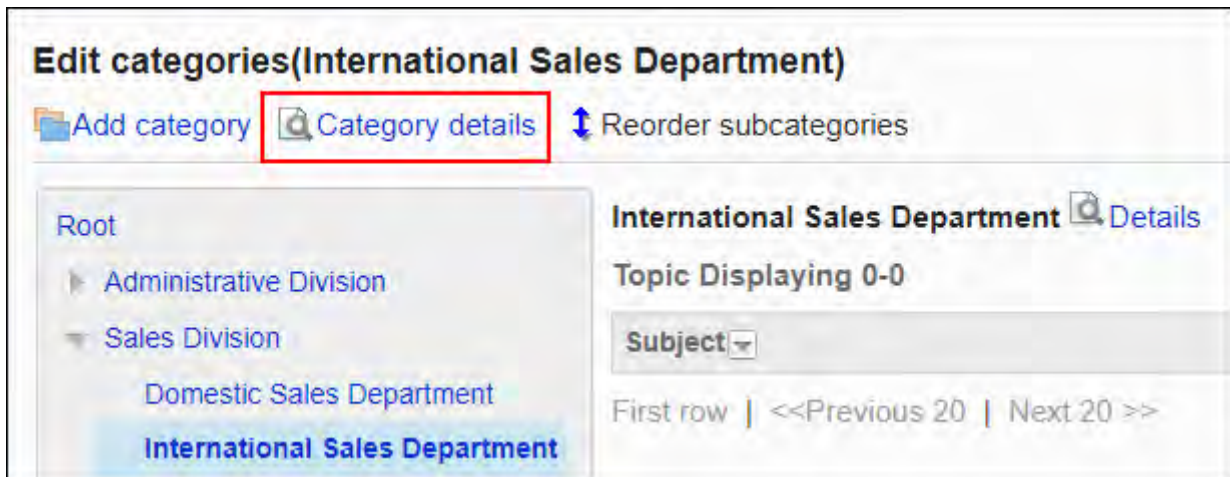 Edit categories(International Sales Department)
Add category Category details Reorder subcategories
Root
Administrative Division
Sales Division
Domestic Sales Department
International Sales Department
International Sales Department Details
Topic Displaying 0-0
Subject
First row | <<Previous 20 | Next 20 >>